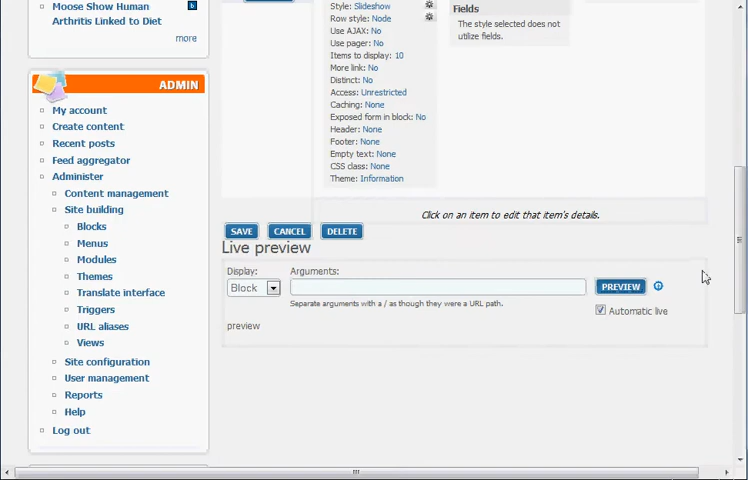 Moose Show Human
Arthritis Linked to Diet
b
more
ADMIN
My account
Create content
Recent posts
Feed aggregator
Administer
Content management
Site building
Blocks
Menus
Modules
Themes
Translate interface
Triggers
URL aliases
Views
Site configuration
User management
Reports
Help
Log out
Style: Slideshow
Row style: Node
Use AJAX: No
Use pager: No
Items to display: 10
More link: No
Distinct: No
Access: Unrestricted
Caching: None
Exposed form in block: No
Header: None
Footer: None
Empty text: None
CSS class: None
Theme: Information
Fields
The style selected does not
utilize fields.
Click on an item to edit that item's details.
SAVE CANCEL DELETE
Live preview
Display: Arguments:
Block PREVIEW
Separate arguments with a / as though they were a URL path.
Automatic live
preview